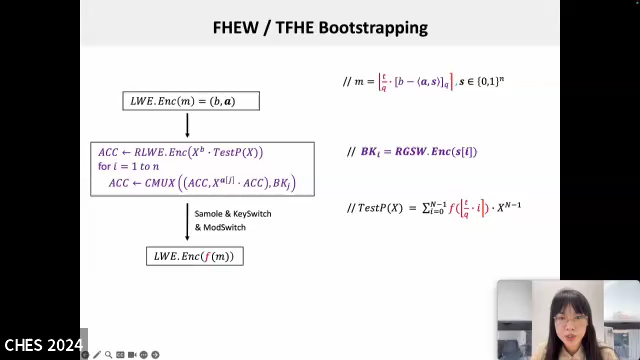 FHEW / TFHE Bootstrapping
// m = ⌊t/q · [b − ⟨a, s⟩]_q⌉, s ∈ {0,1}^n
LWE.Enc(m) = (b, a)
ACC ← RLWE.Enc(X^b · TestP(X))
for i = 1 to n
ACC ← CMUX((ACC, X^a[j] · ACC), BK_j)
// BK_i = RGSW.Enc(s[i])
// TestP(X) = ∑_{i=0}^{N−1} f(⌊t/q · i⌉) · X^{N−1}
Samole & KeySwitch
& ModSwitch
LWE.Enc(f(m))
CHES 2024